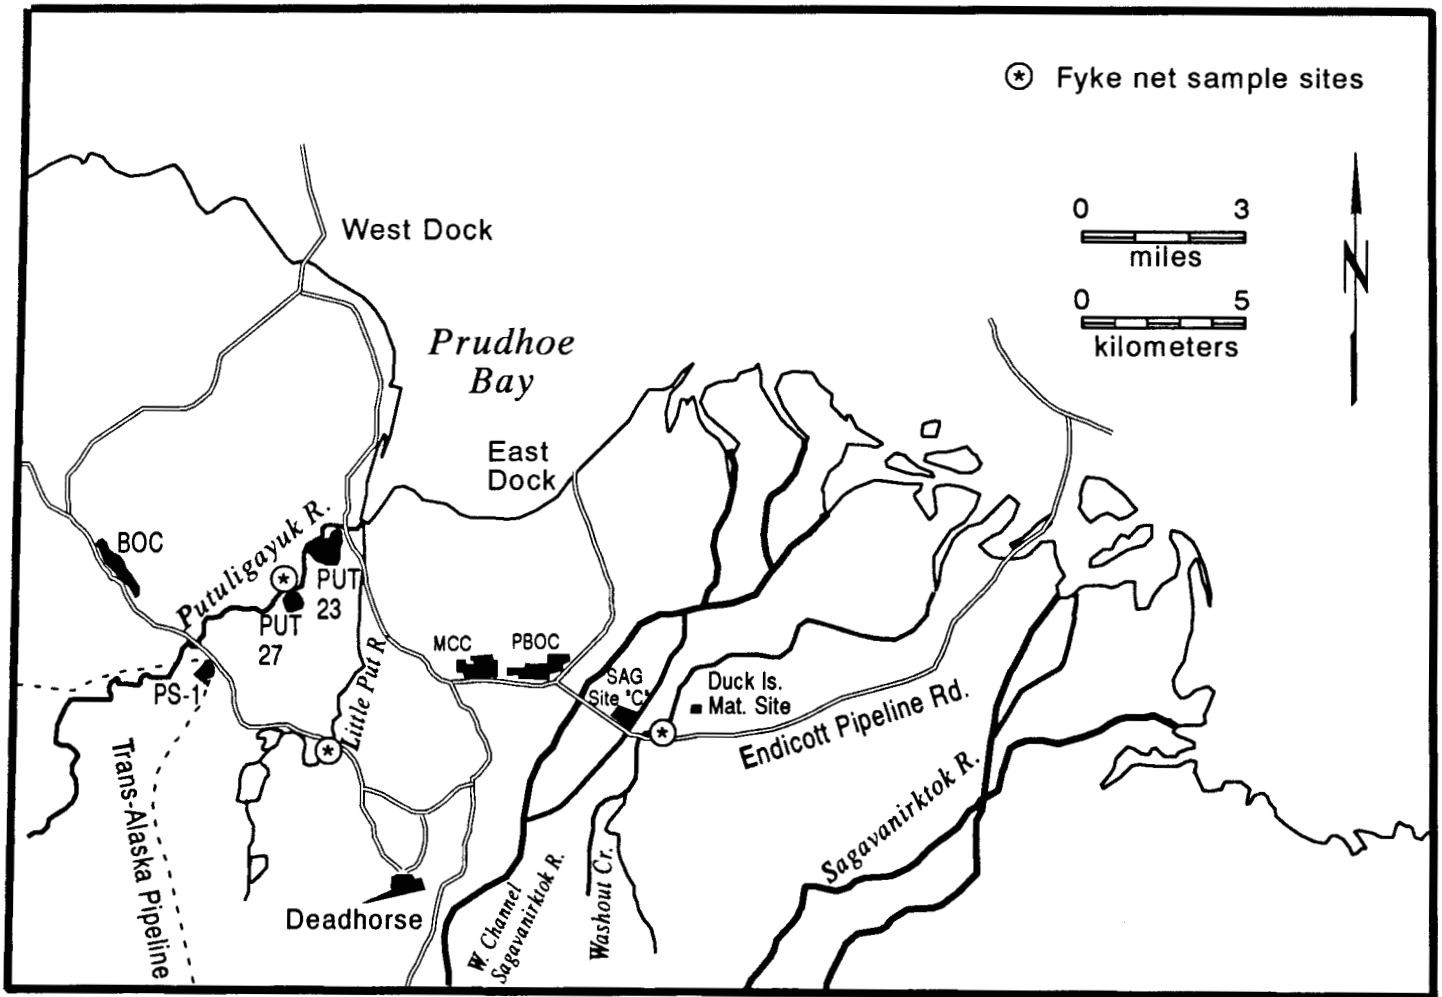 Fyke net sample sites
West Dock
0 3
miles
N
0 5
kilometers
Prudhoe
Bay
East
Dock
Putuligayuk R.
BOC
PUT
23
PUT
27
MCC
PBOC
SAG
Site "C"
Duck Is.
Mat. Site
PS-1
Little Put R.
Endicott Pipeline Rd.
Trans-Alaska Pipeline
Sagavanirktok R.
Deadhorse
W. Channel
Sagavanirktok R.
Washout Cr.